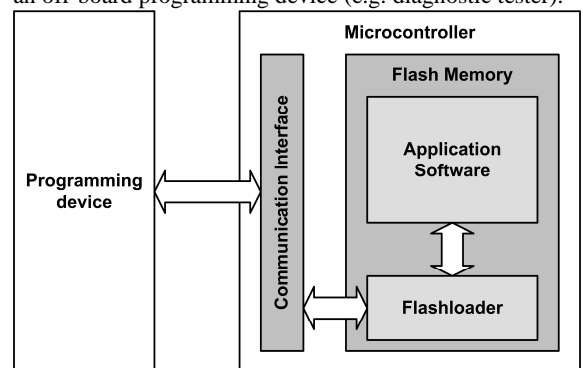 an off-board programming device (e.g. diagnostic tester).
Microcontroller
Flash Memory
Communication Interface
Application
Software
Programming
device
Flashloader